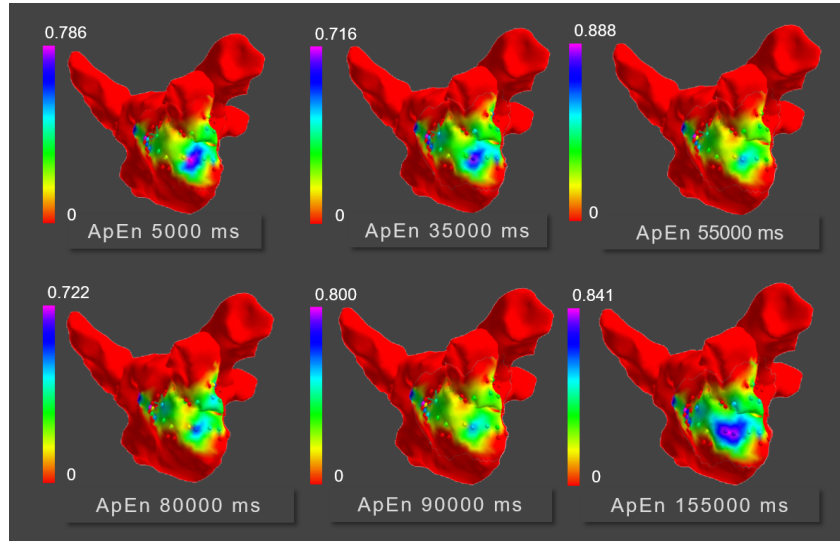 0.786
0
ApEn 5000 ms
0.716
0
ApEn 35000 ms
0.888
0
ApEn 55000 ms
0.722
0
ApEn 80000 ms
0.800
0
ApEn 90000 ms
0.841
0
ApEn 155000 ms